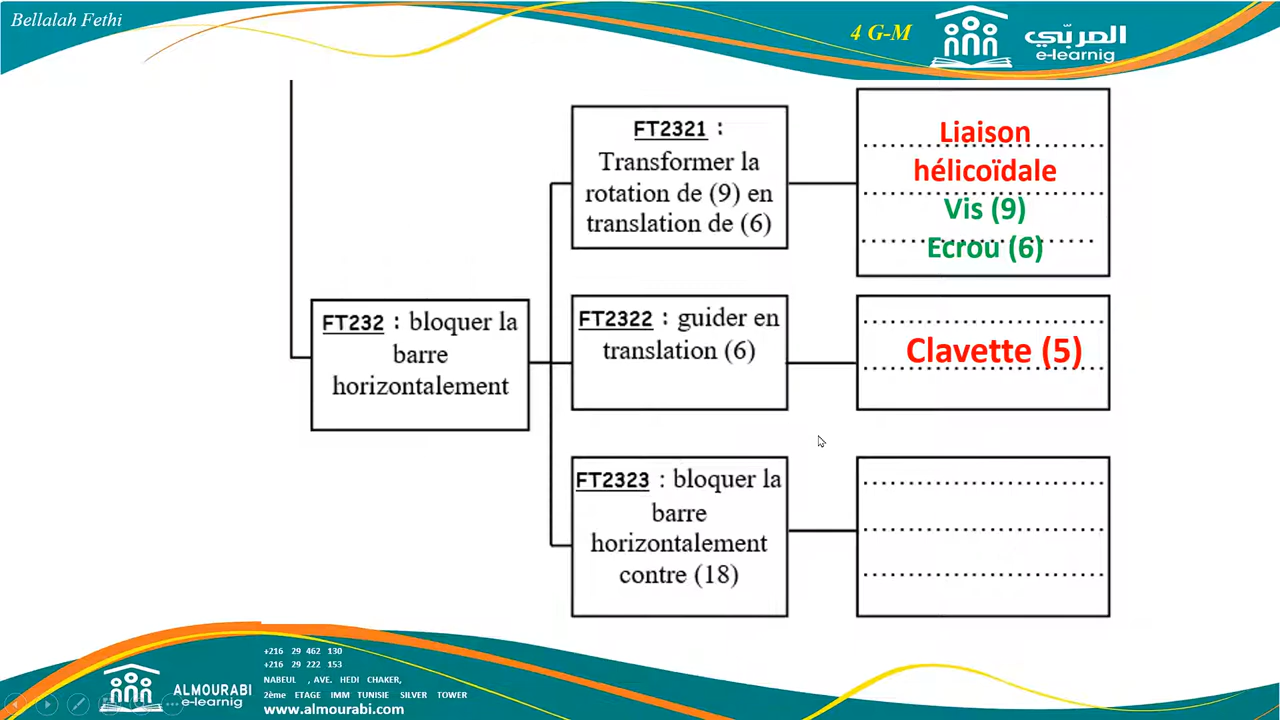 Bellalah Fethi
4 G-M
المربّي
e-learnig
FT2321 :
Transformer la
rotation de (9) en
translation de (6)
Liaison
hélicoïdale
Vis (9)
Ecrou (6)
FT232 : bloquer la
barre
horizontalement
FT2322 : guider en
translation (6)
Clavette (5)
FT2323 : bloquer la
barre
horizontalement
contre (18)
ALMOURABI
e-learnig
+216 29 462 130
+216 29 222 153
NABEUL , AVE. HEDI CHAKER,
2ème ETAGE IMM TUNISIE SILVER TOWER
www.almourabi.com